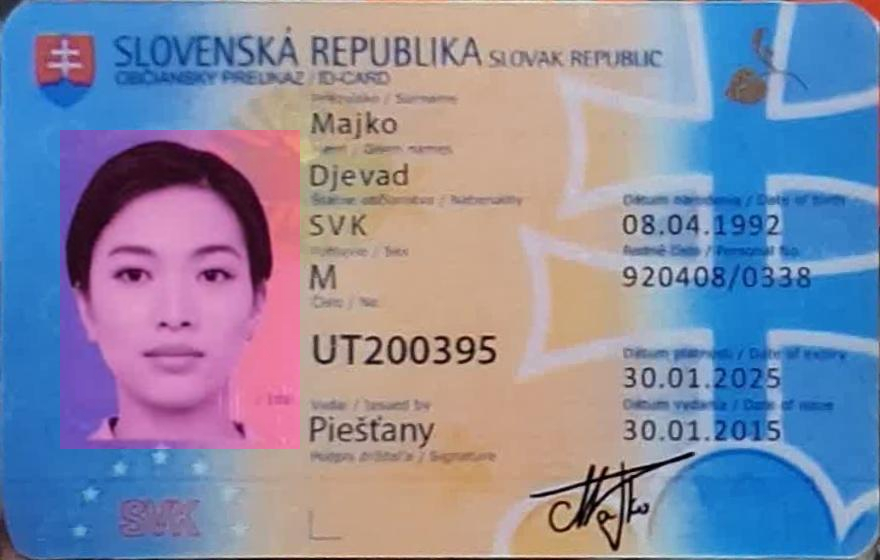 SLOVENSKÁ REPUBLIKA SLOVAK REPUBLIC
OBČIANSKY PREUKAZ / ID-CARD
Priezvisko / Surname
Majko
Meno / Given names
Djevad
Štátne občianstvo / Nationality
SVK
Dátum narodenia / Date of birth
08.04.1992
Pohlavie / Sex
M
Rodné číslo / Personal No.
920408/0338
Číslo / No.
UT200395
Dátum platnosti / Date of expiry
30.01.2025
Vydal / Issued by
Piešťany
Dátum vydania / Date of issue
30.01.2015
Podpis držiteľa / Signature
Majko
SVK